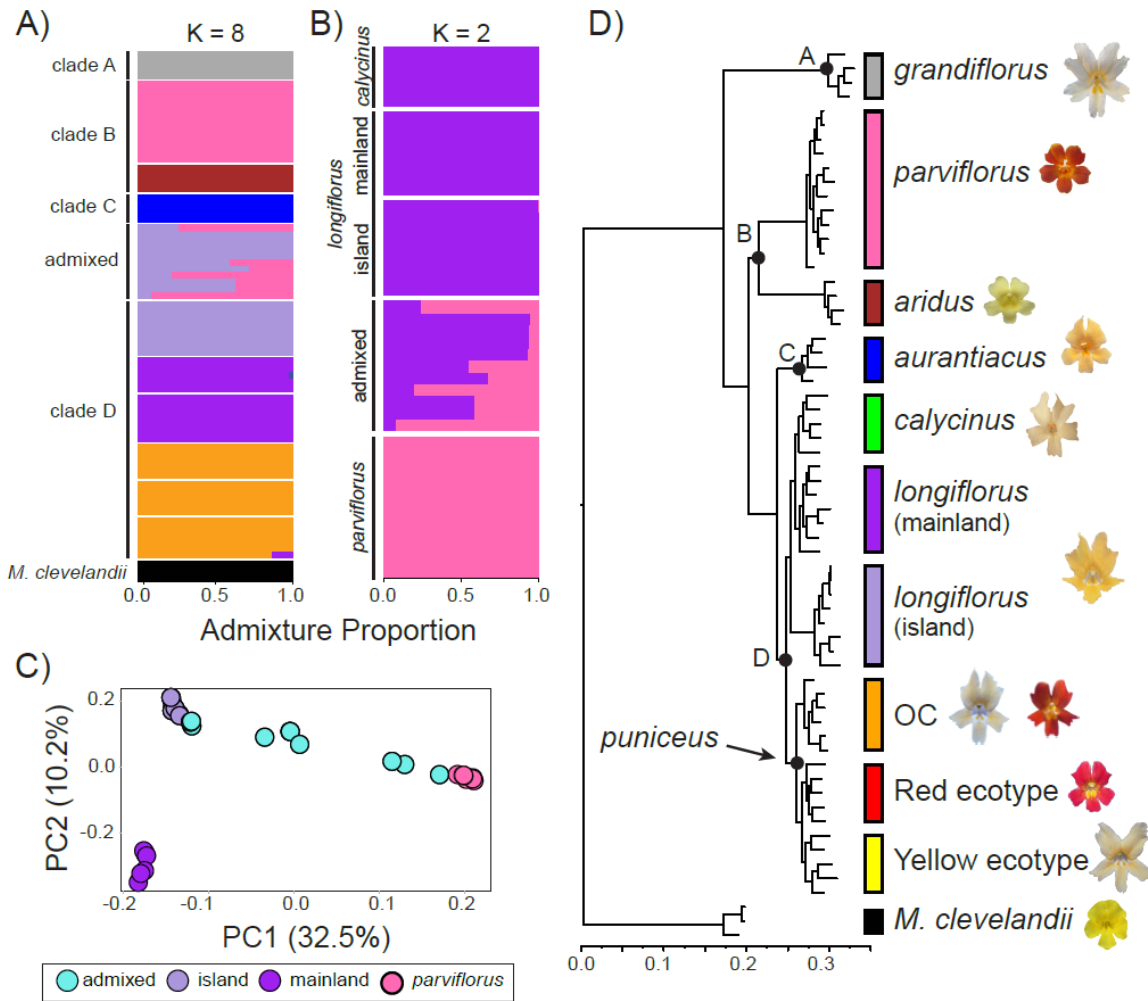 A)
K = 8
clade A
clade B
clade C
admixed
clade D
M. clevelandii
0.0 0.5 1.0
B)
K = 2
calycinus
mainland
longiflorus
island
admixed
parviflorus
0.0 0.5 1.0
Admixture Proportion
C)
PC2 (10.2%)
0.2
0.0
-0.2
-0.2 -0.1 0.0 0.1 0.2
PC1 (32.5%)
admixed island mainland parviflorus
D)
A
grandiflorus
parviflorus
B
aridus
C
aurantiacus
calycinus
longiflorus
(mainland)
longiflorus
(island)
D
OC
puniceus
Red ecotype
Yellow ecotype
M. clevelandii
0.0 0.1 0.2 0.3